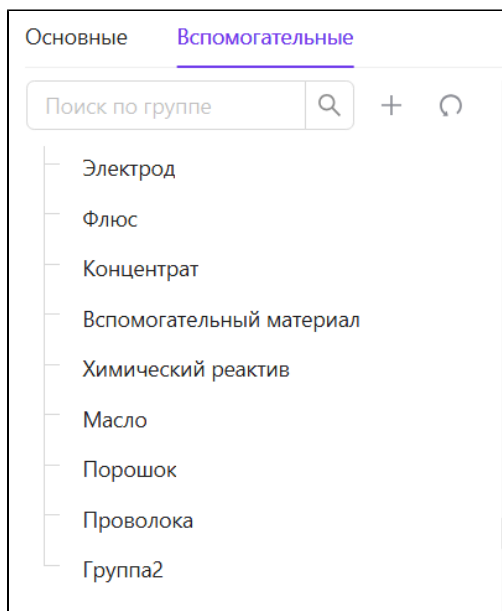 Основные Вспомогательные
Поиск по группе
Электрод
Флюс
Концентрат
Вспомогательный материал
Химический реактив
Масло
Порошок
Проволока
Группа2